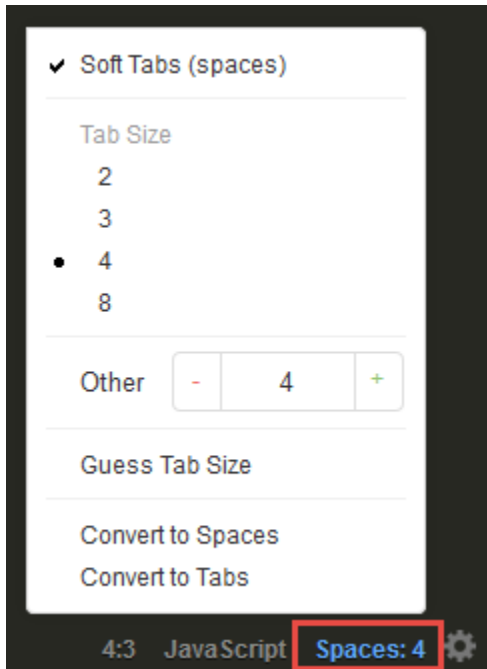 Soft Tabs (spaces)
Tab Size
2
3
4
8
Other - 4 +
Guess Tab Size
Convert to Spaces
Convert to Tabs
4:3 JavaScript Spaces: 4